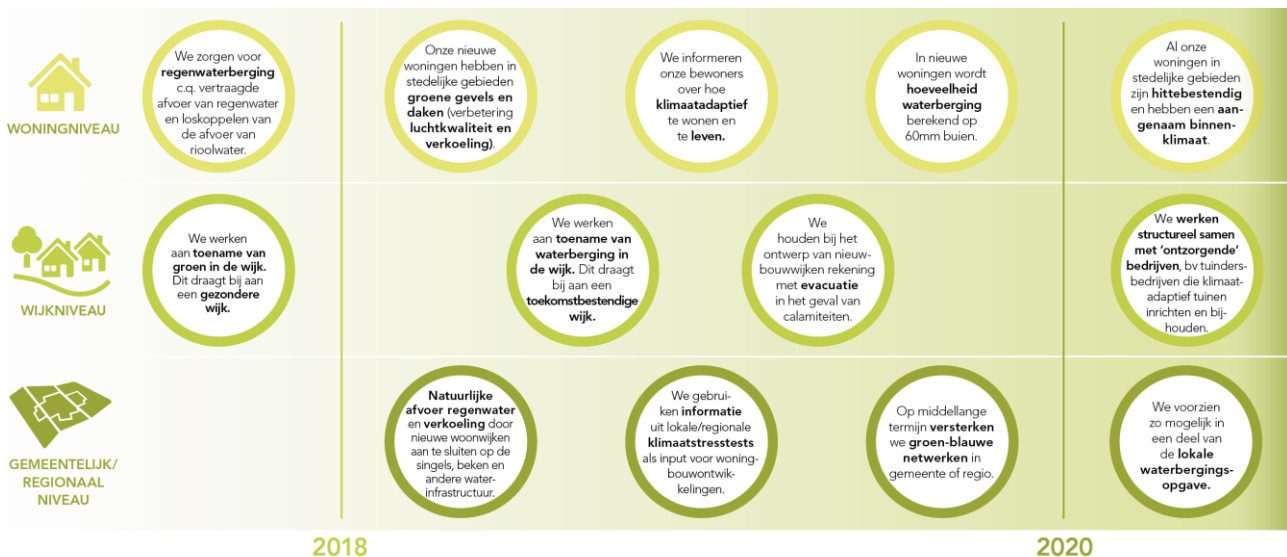 WONINGNIVEAU
We zorgen voor
regenwaterberging
c.q. vertraagde
afvoer van regenwater
en loskoppelen van
de afvoer van
rioolwater.
Onze nieuwe
woningen hebben in
stedelijke gebieden
groene gevels en
daken (verbetering
luchtkwaliteit en
verkoeling).
We informeren
onze bewoners
over hoe
klimaatadaptief
te wonen en
te leven.
In nieuwe
woningen wordt
hoeveelheid
waterberging
berekend op
60mm buien.
Al onze
woningen in
stedelijke gebieden
zijn hittebestendig
en hebben een aan-
genaam binnen-
klimaat.
WIJKNIVEAU
We werken
aan toename van
groen in de wijk.
Dit draagt bij aan
een gezondere
wijk.
We werken
aan toename van
waterberging in
de wijk. Dit draagt
bij aan een
toekomstbestendige
wijk.
We
houden bij het
ontwerp van nieuw-
bouwwijken rekening
met evacuatie
in het geval van
calamiteiten.
We werken
structureel samen
met ‘ontzorgende’
bedrijven, bv tuinders-
bedrijven die klimaat-
adaptief tuinen
inrichten en bij-
houden.
GEMEENTELIJK/
REGIONAAL
NIVEAU
Natuurlijke
afvoer regenwater
en verkoeling door
nieuwe woonwijken
aan te sluiten op de
singels, beken en
andere water-
infrastructuur.
We gebrui-
ken informatie
uit lokale/regionale
klimaatstresstests
als input voor woning-
bouwontwik-
kelingen.
Op middellange
termijn versterken
we groen-blauwe
netwerken in
gemeente of regio.
We voorzien
zo mogelijk in
een deel van
de lokale
waterbergings-
opgave.
2018
2020